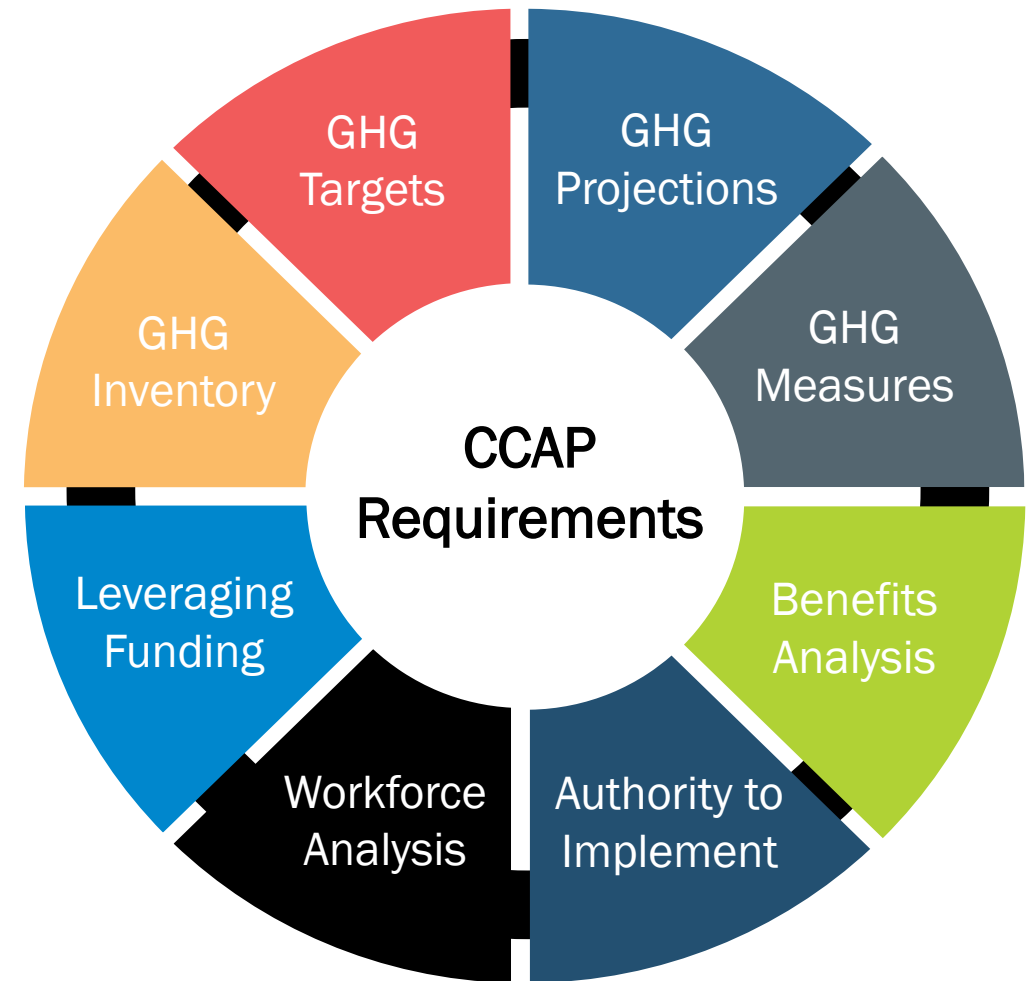 GHG
Targets
GHG
Projections
GHG
Measures
Benefits
Analysis
Authority to
Implement
Workforce
Analysis
Leveraging
Funding
GHG
Inventory
CCAP
Requirements